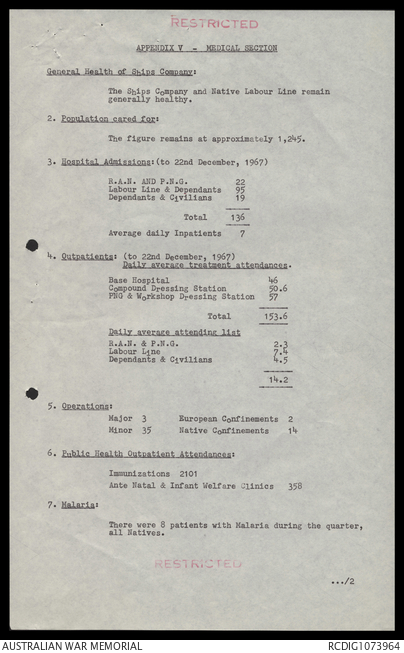 RESTRICTED
APPENDIX V - MEDICAL SECTION
General Health of Ships Company:
The Ships Company and Native Labour Line remain
generally healthy.
2. Population cared for:
The figure remains at approximately 1,245.
3. Hospital Admissions:(to 22nd December, 1967)
R.A.N. AND P.N.G. 22
Labour Line & Dependants 95
Dependants & Civilians 19
Total 136
Average daily Inpatients 7
4. Outpatients: (to 22nd December, 1967)
Daily average treatment attendances.
Base Hospital 46
Compound Dressing Station 50.6
PNG & Workshop Dressing Station 57
Total 153.6
Daily average attending list
R.A.N. & P.N.G. 2.3
Labour Line 7.4
Dependants & Civilians 4.5
14.2
5. Operations:
Major 3 European Confinements 2
Minor 35 Native Confinements 14
6. Public Health Outpatient Attendances:
Immunizations 2101
Ante Natal & Infant Welfare Clinics 358
7. Malaria:
There were 8 patients with Malaria during the quarter,
all Natives.
RESTRICTED
.../2
AUSTRALIAN WAR MEMORIAL RCDIG1073964